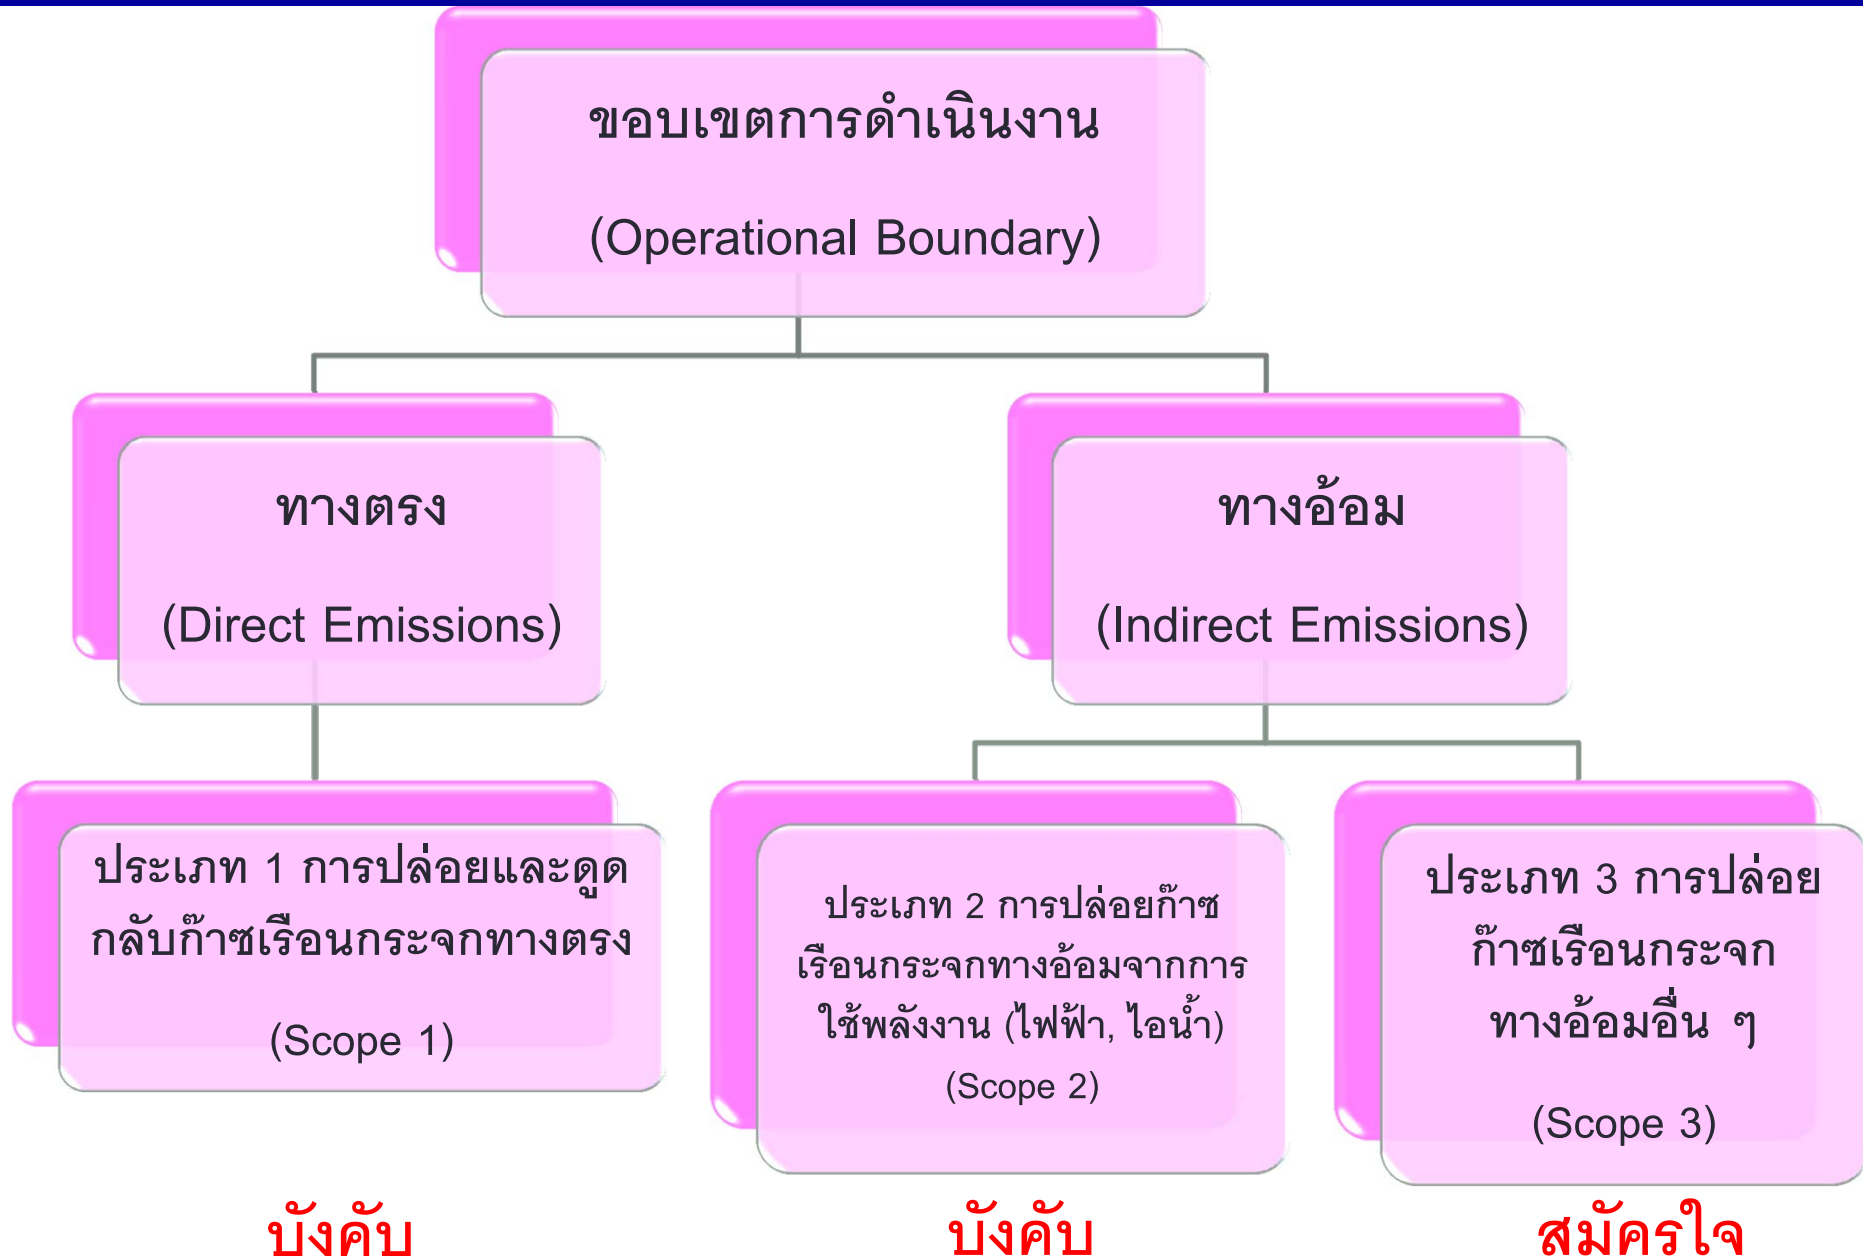 ขอบเขตการดำเนินงาน
(Operational Boundary)
ทางตรง
(Direct Emissions)
ทางอ้อม
(Indirect Emissions)
ประเภท 1 การปล่อยและดูด
กลับก๊าซเรือนกระจกทางตรง
(Scope 1)
ประเภท 2 การปล่อยก๊าซ
เรือนกระจกทางอ้อมจากการ
ใช้พลังงาน (ไฟฟ้า, ไอน้ำ)
(Scope 2)
ประเภท 3 การปล่อย
ก๊าซเรือนกระจก
ทางอ้อมอื่น ๆ
(Scope 3)
บังคับ
บังคับ
สมัครใจ